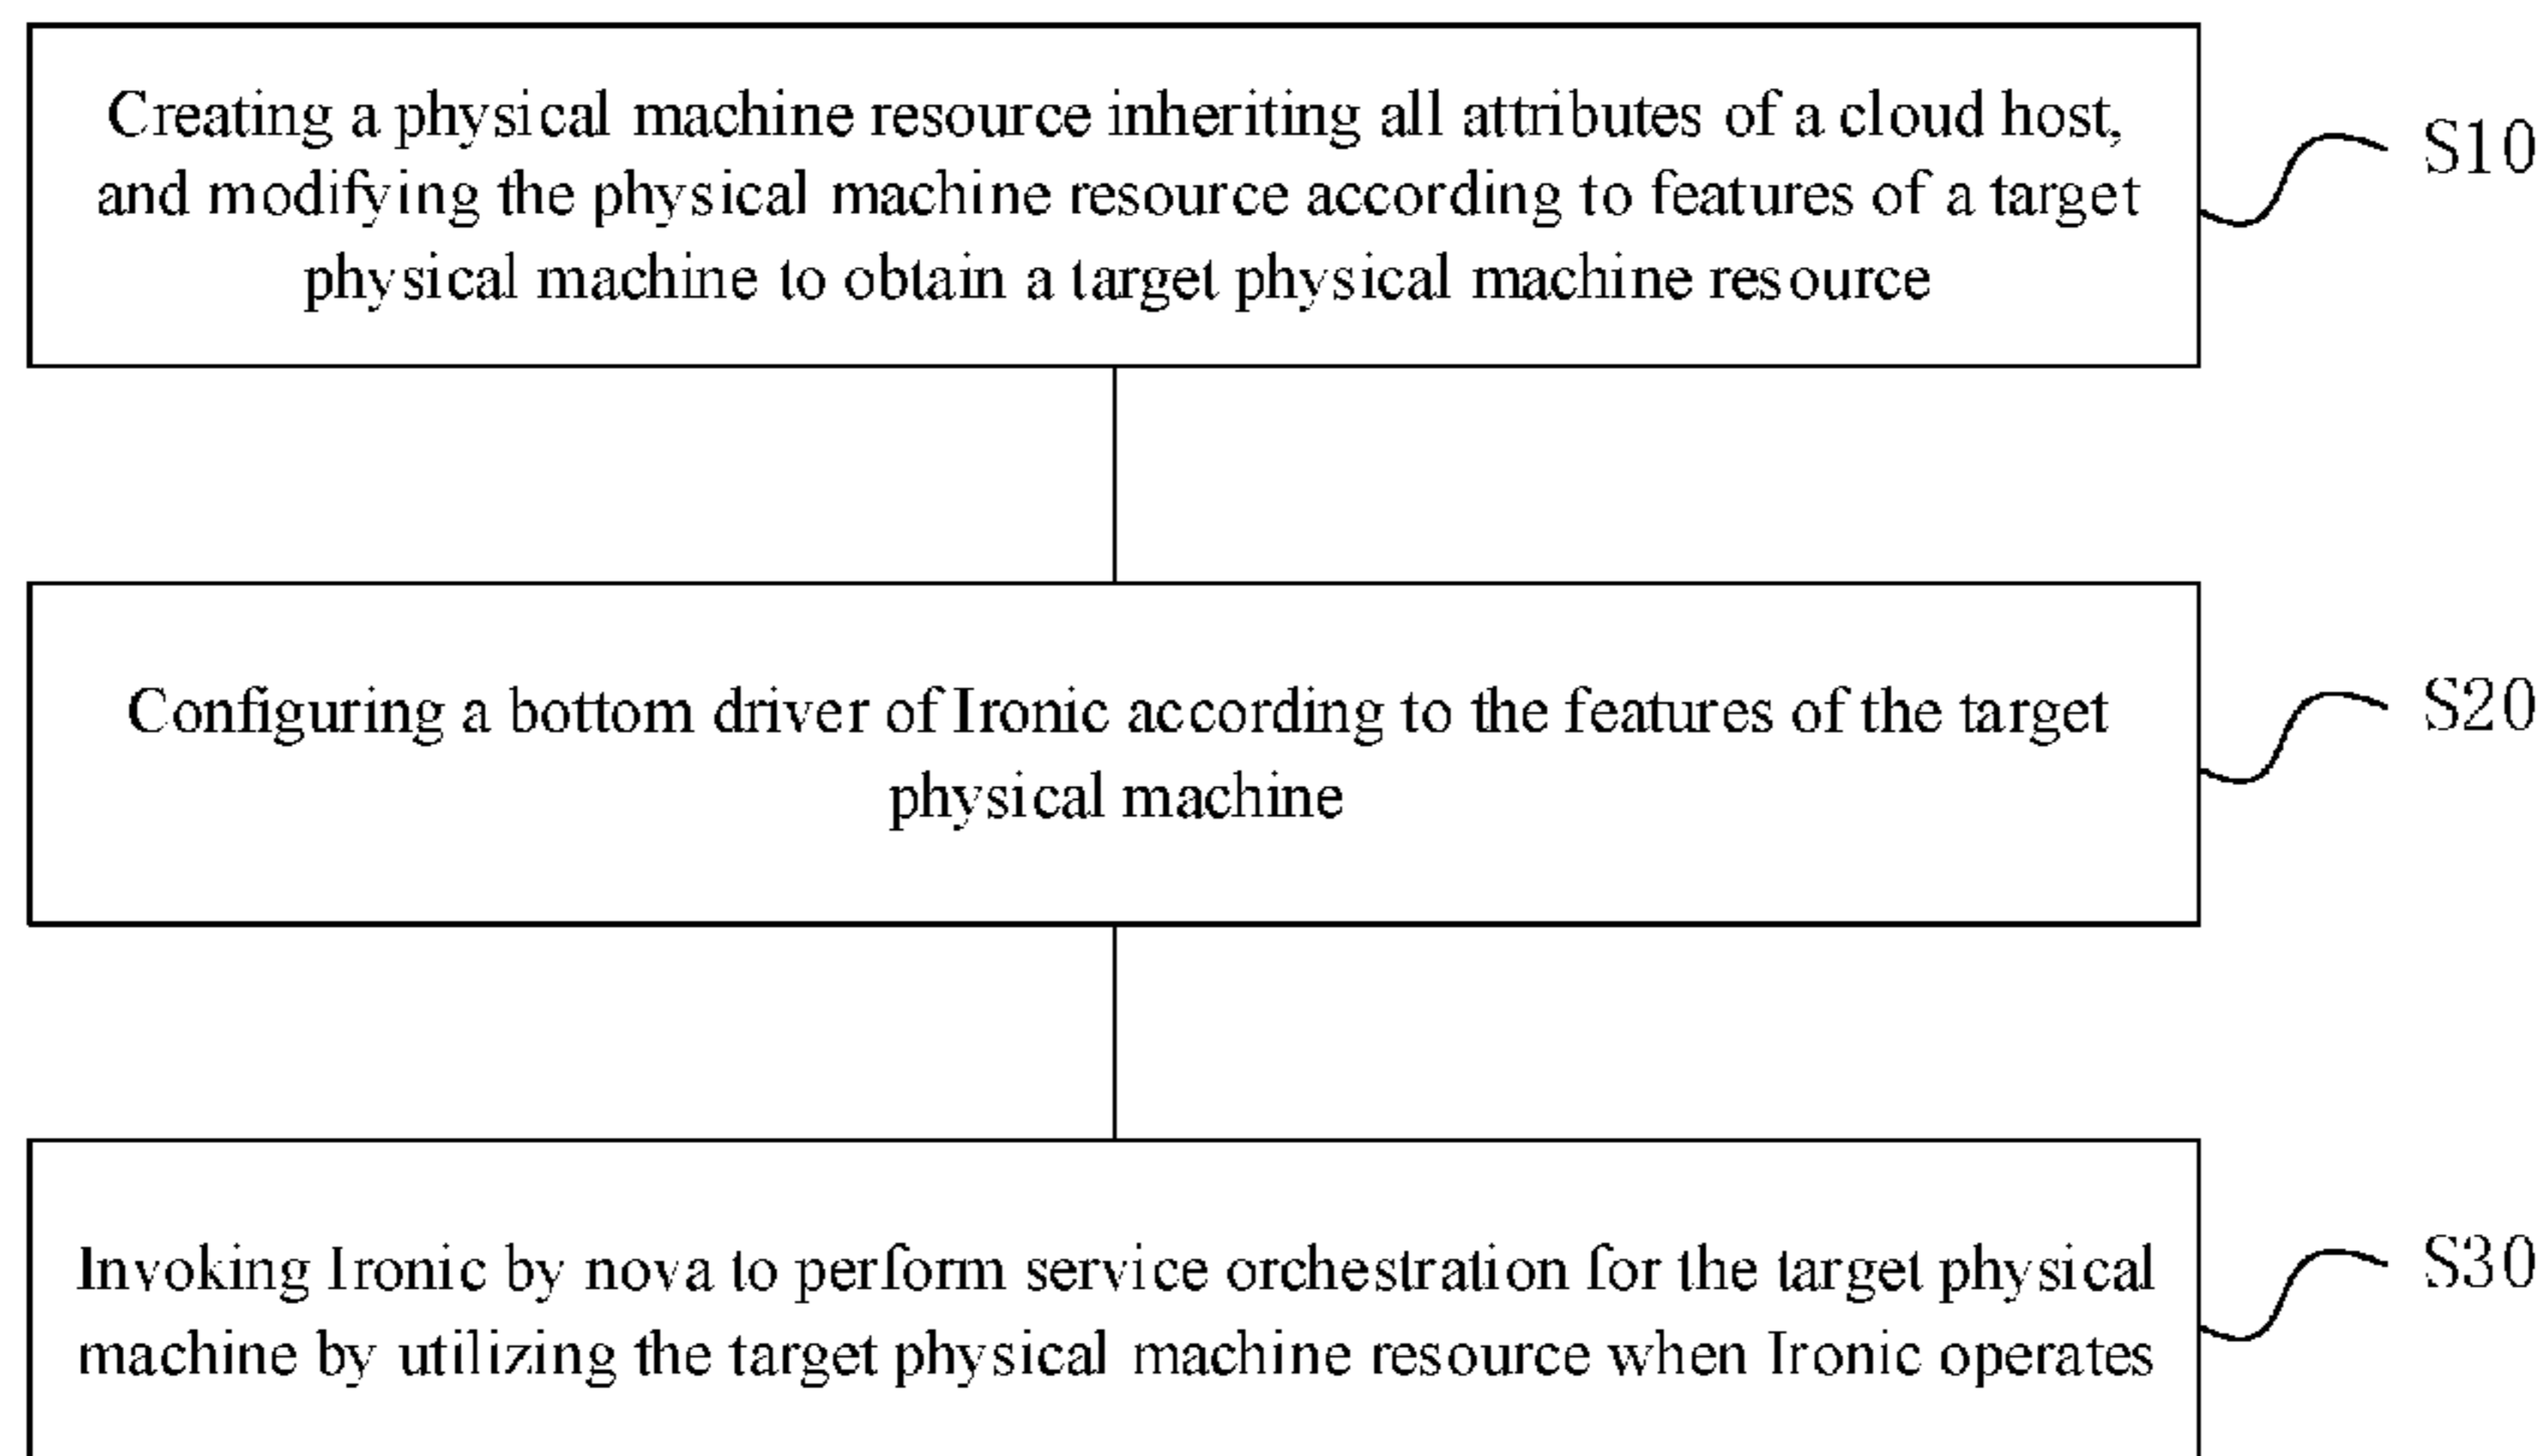 Creating a physical machine resource inheriting all attributes of a cloud host,
and modifying the physical machine resource according to features of a target
physical machine to obtain a target physical machine resource
S10
Configuring a bottom driver of Ironic according to the features of the target
physical machine
S20
Invoking Ironic by nova to perform service orchestration for the target physical
machine by utilizing the target physical machine resource when Ironic operates
S30